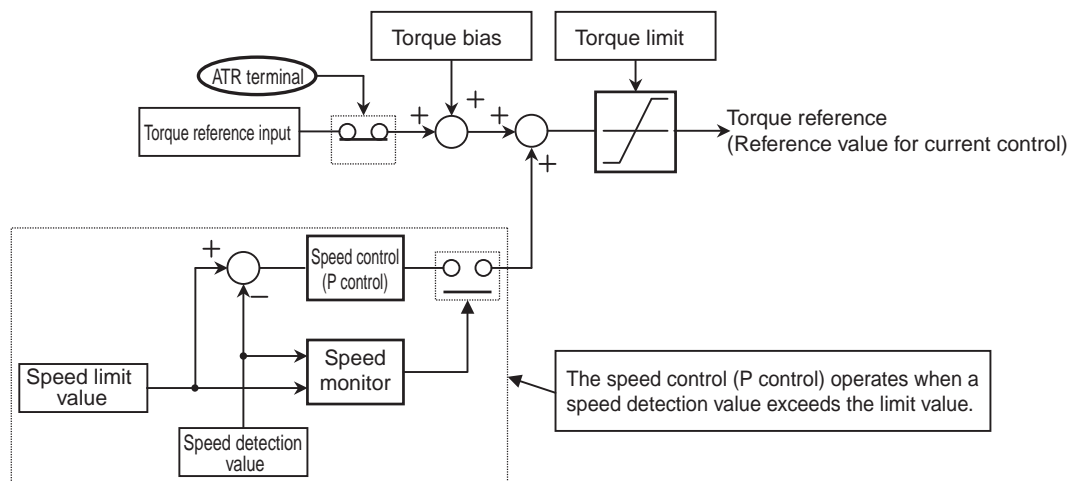 Torque bias
Torque limit
ATR terminal
Torque reference input
+
+
+
+
Torque reference
(Reference value for current control)
+
−
Speed control
(P control)
Speed limit
value
Speed monitor
Speed detection
value
The speed control (P control) operates when a
speed detection value exceeds the limit value.